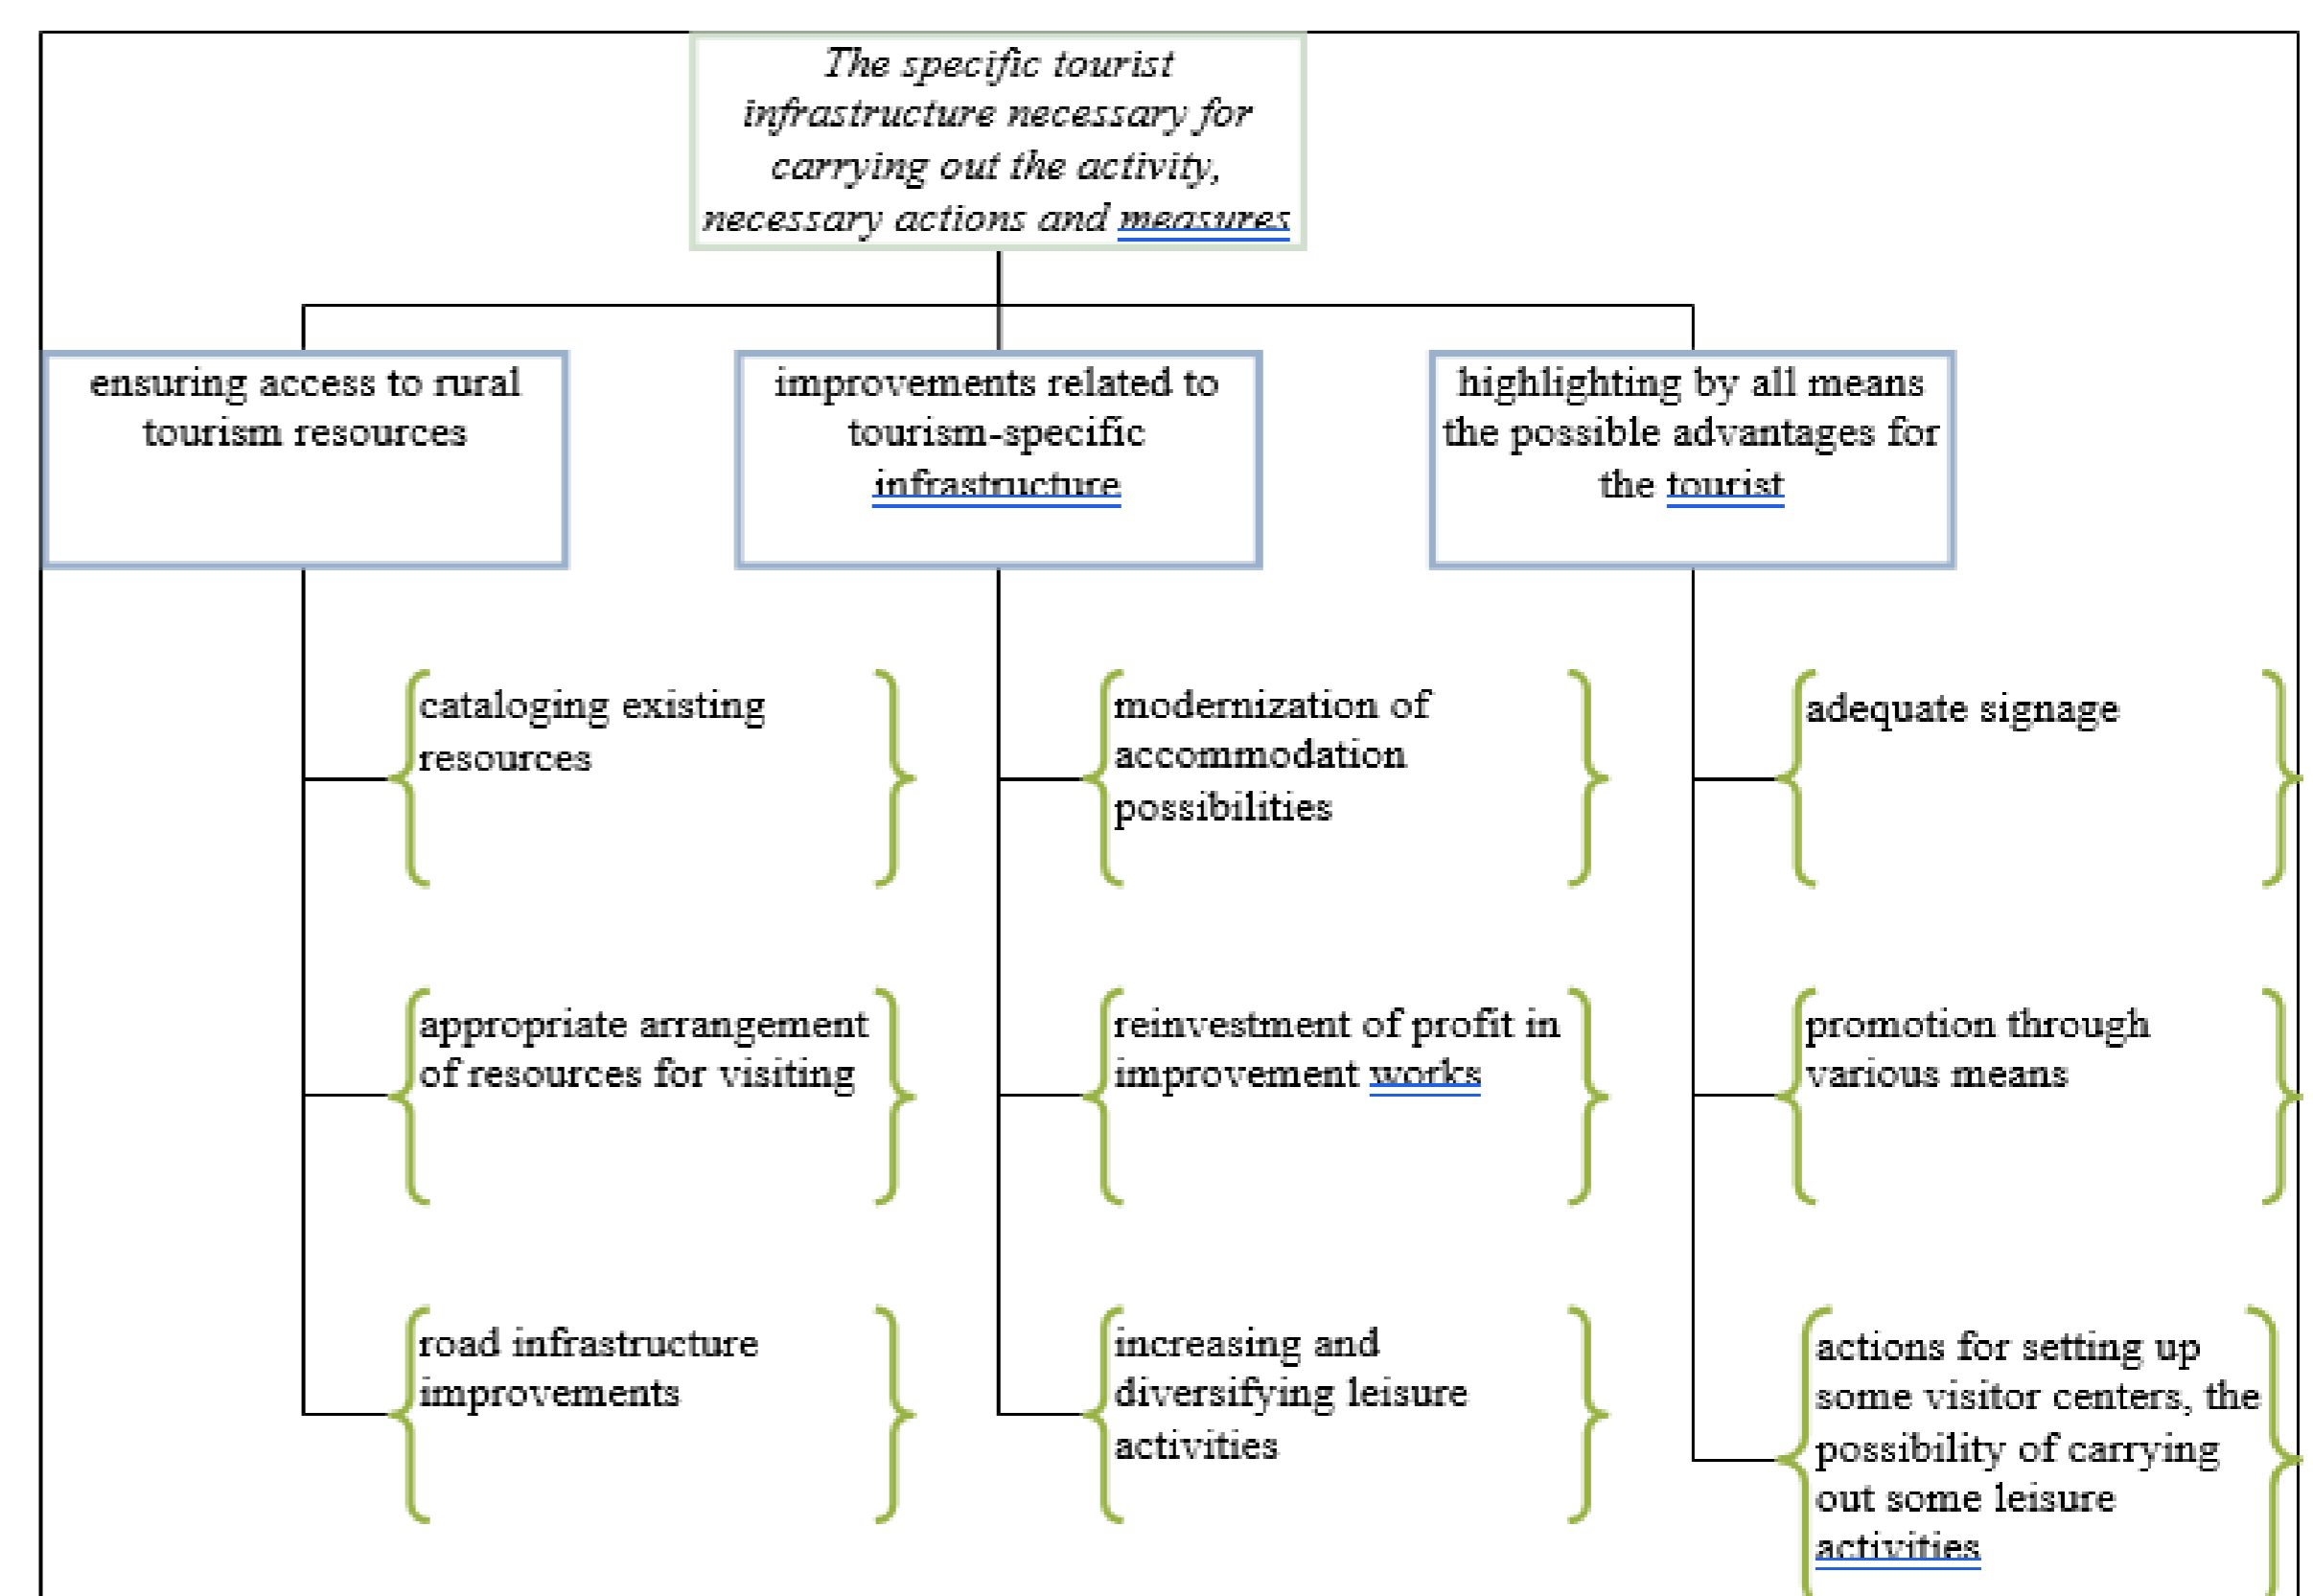 The specific tourist
infrastructure necessary for
carrying out the activity,
necessary actions and measures
ensuring access to rural
tourism resources
improvements related to
tourism-specific
infrastructure
highlighting by all means
the possible advantages for
the tourist
cataloging existing
resources
modernization of
accommodation
possibilities
adequate signage
appropriate arrangement
of resources for visiting
reinvestment of profit in
improvement works
promotion through
various means
road infrastructure
improvements
increasing and
diversifying leisure
activities
actions for setting up
some visitor centers, the
possibility of carrying
out some leisure
activities